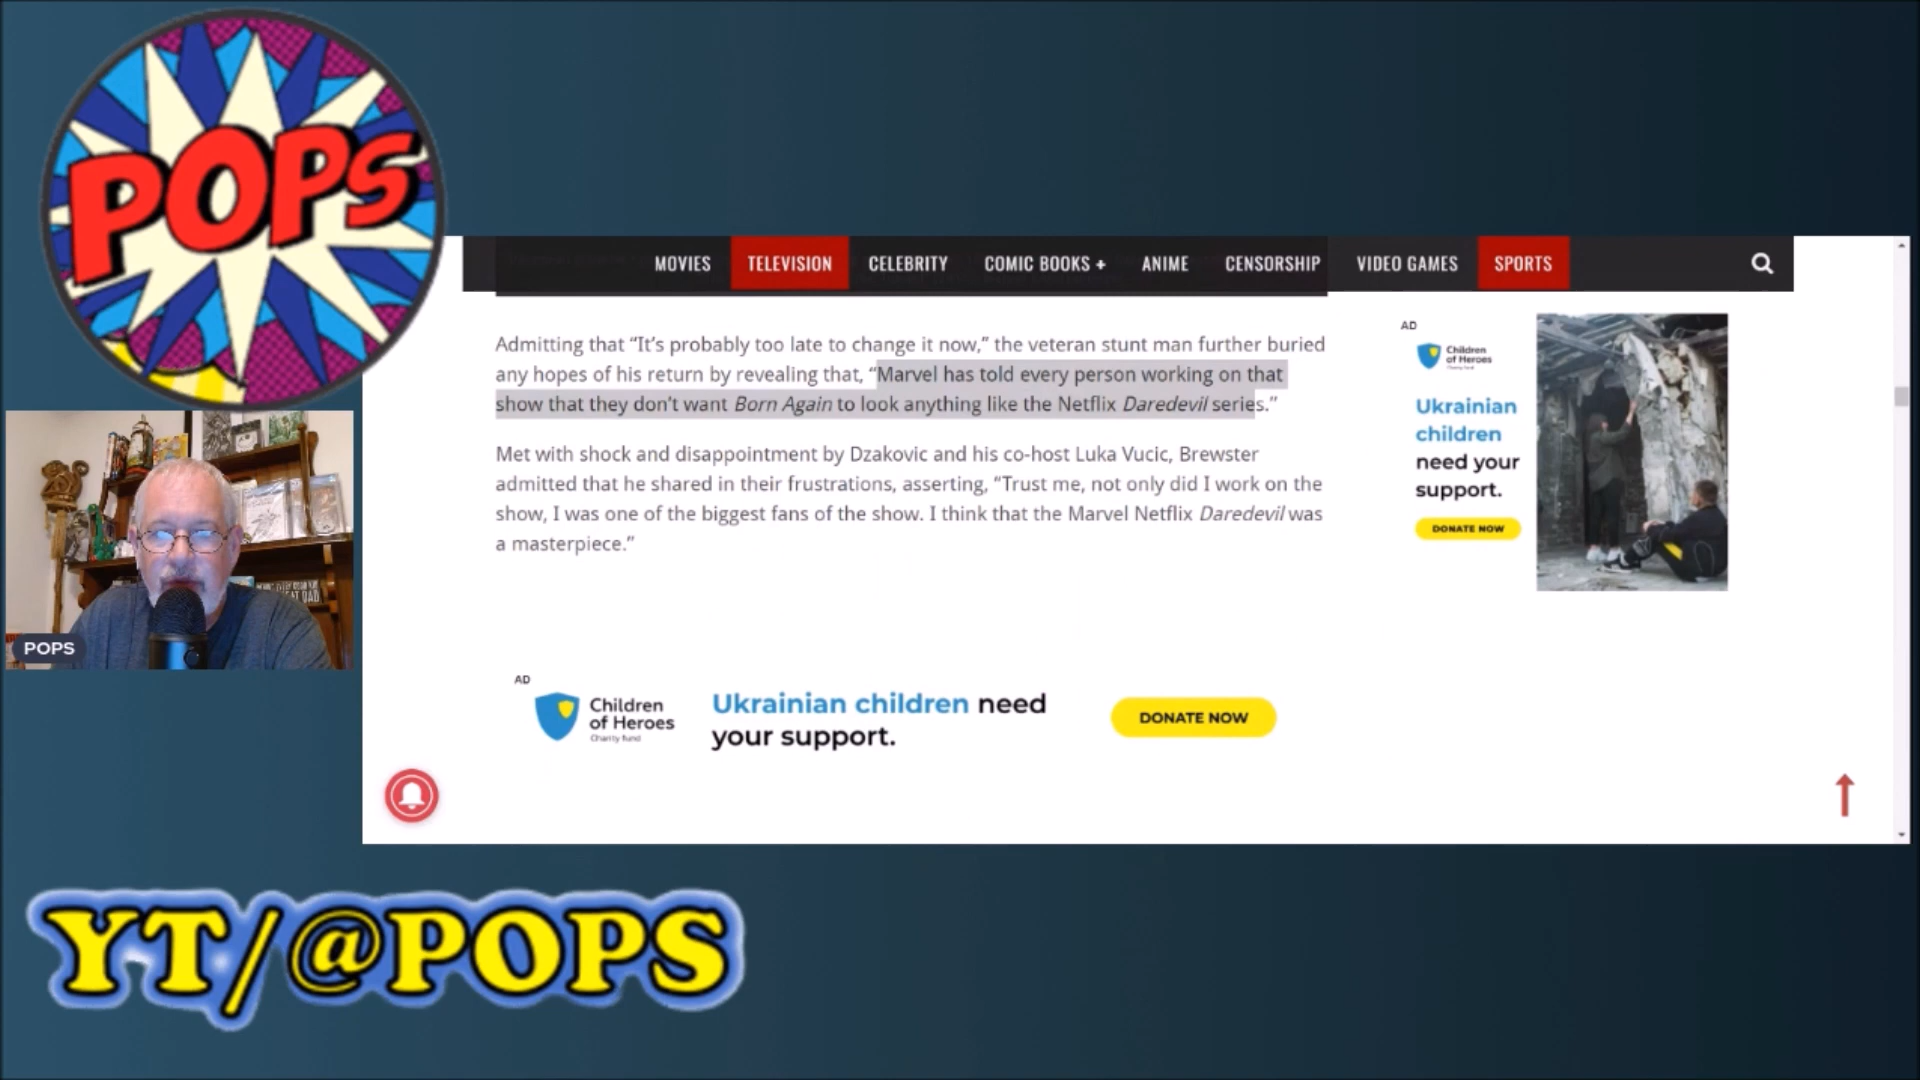 POPS
MOVIES TELEVISION CELEBRITY COMIC BOOKS + ANIME CENSORSHIP VIDEO GAMES SPORTS
Admitting that “It’s probably too late to change it now,” the veteran stunt man further buried
any hopes of his return by revealing that, “Marvel has told every person working on that
show that they don’t want Born Again to look anything like the Netflix Daredevil series.”
Met with shock and disappointment by Dzakovic and his co-host Luka Vucic, Brewster
admitted that he shared in their frustrations, asserting, “Trust me, not only did I work on the
show, I was one of the biggest fans of the show. I think that the Marvel Netflix Daredevil was
a masterpiece.”
AD
Children
of Heroes
Charity fund
Ukrainian
children
need your
support.
DONATE NOW
POPS
AD
Children
of Heroes
Charity fund
Ukrainian children need
your support.
DONATE NOW
YT/@POPS